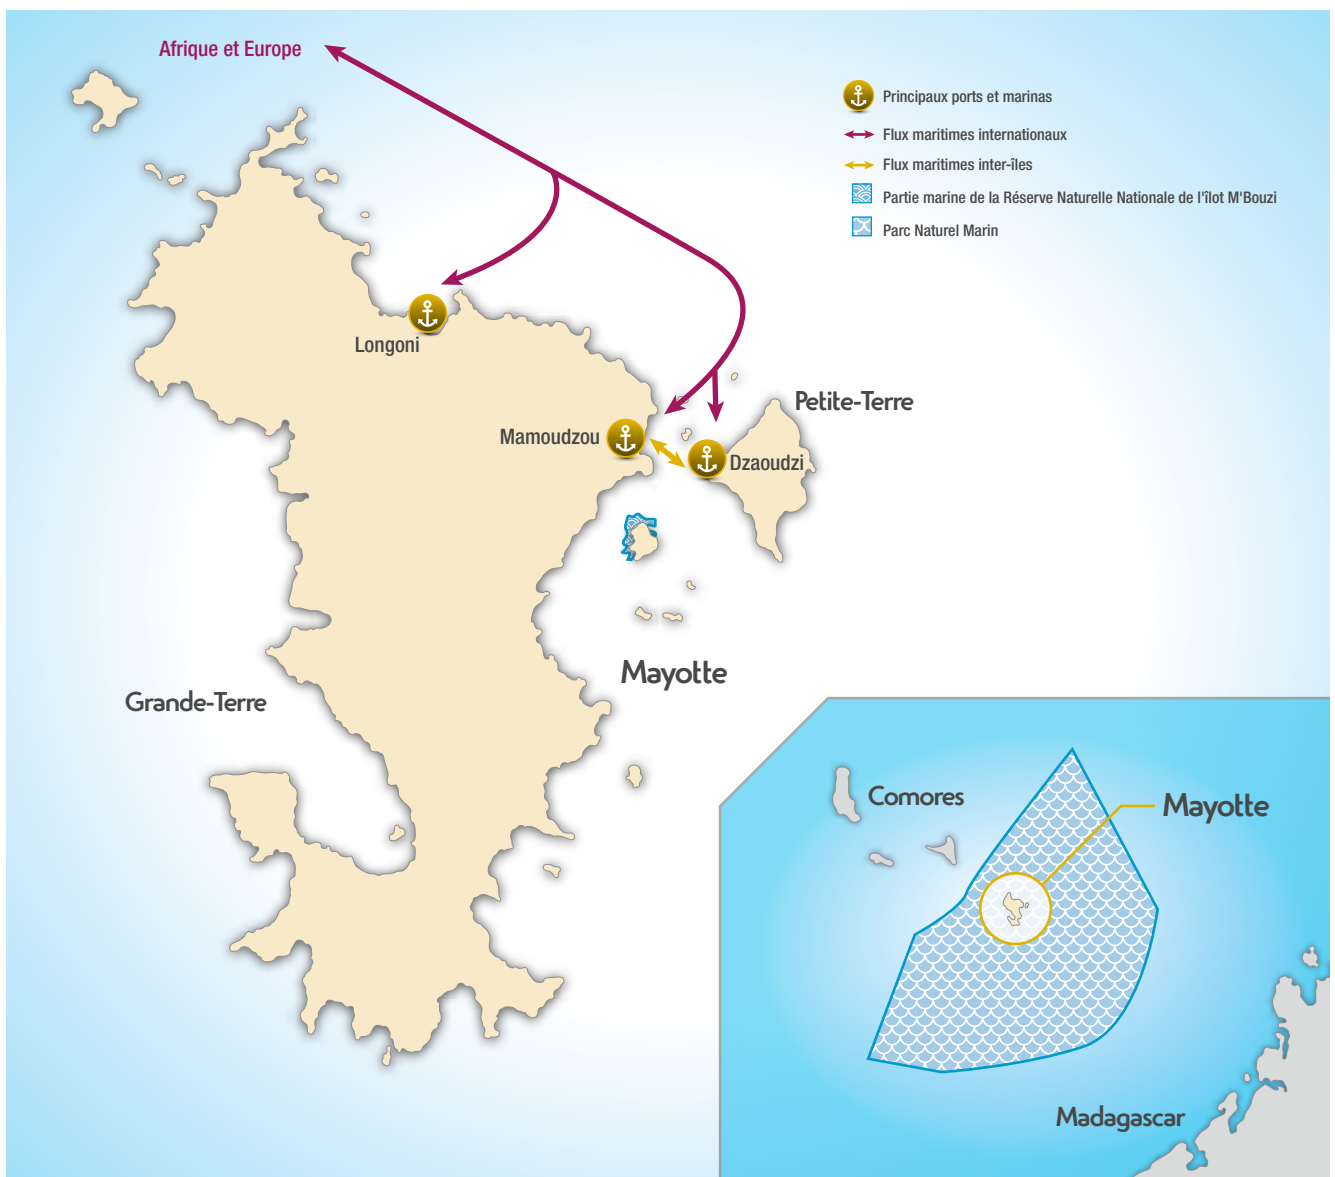 Afrique et Europe
Principaux ports et marinas
Flux maritimes internationaux
Flux maritimes inter-îles
Partie marine de la Réserve Naturelle Nationale de l'îlot M'Bouzi
Parc Naturel Marin
Longoni
Petite-Terre
Mamoudzou
Dzaoudzi
Mayotte
Grande-Terre
Comores
Mayotte
Madagascar